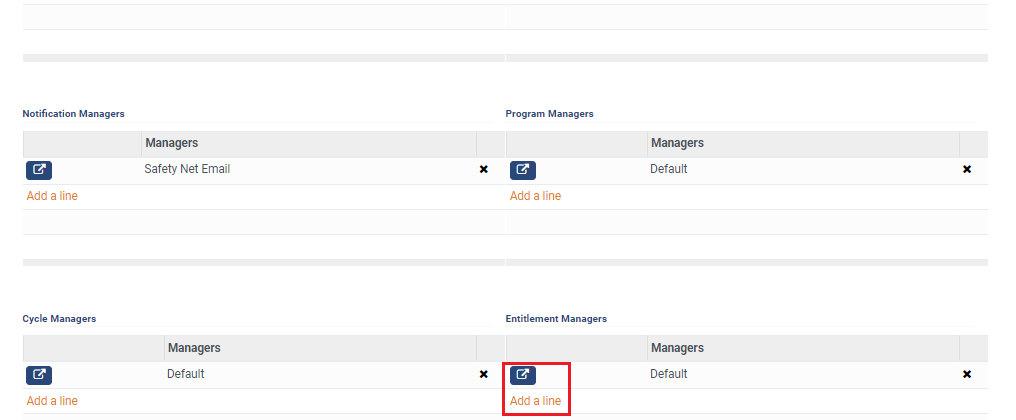 Notification Managers
Program Managers
Managers
Managers
Safety Net Email
Default
Add a line
Add a line
Cycle Managers
Entitlement Managers
Managers
Managers
Default
Default
Add a line
Add a line